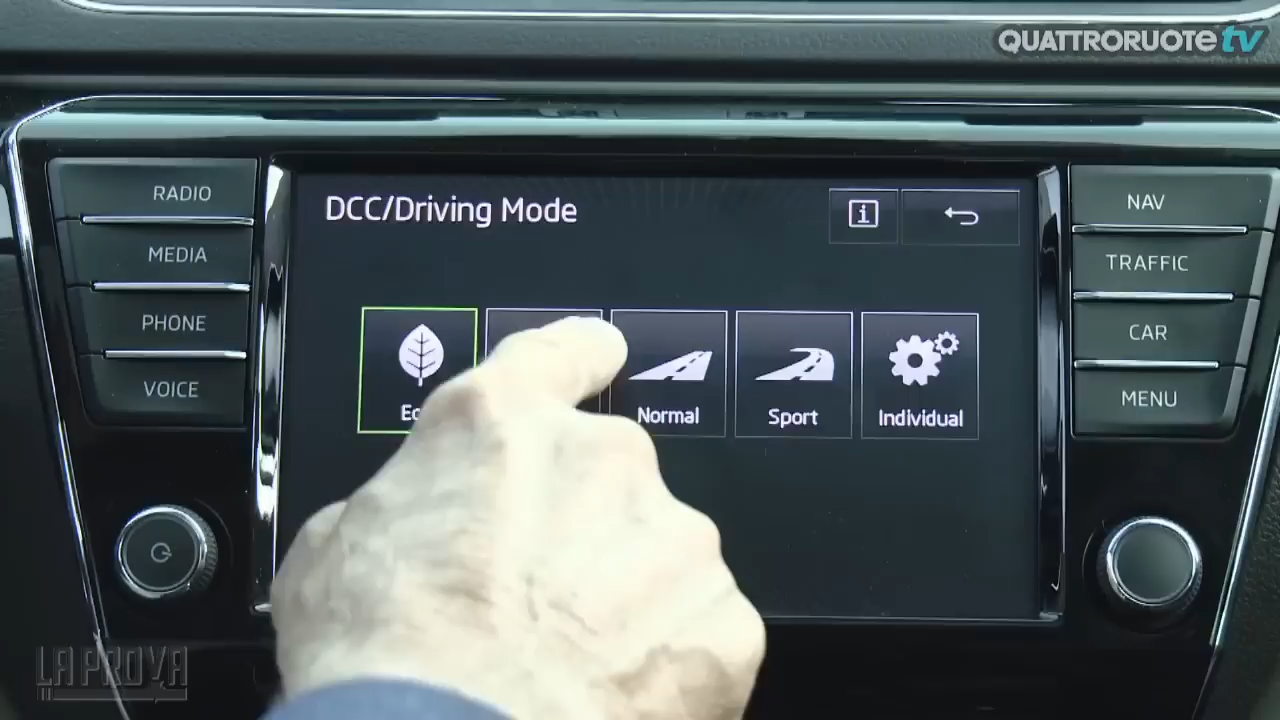 QUATTRORUOTE tv
RADIO
MEDIA
PHONE
VOICE
DCC/Driving Mode
i
Normal
Sport
Individual
NAV
TRAFFIC
CAR
MENU
LA PROVA